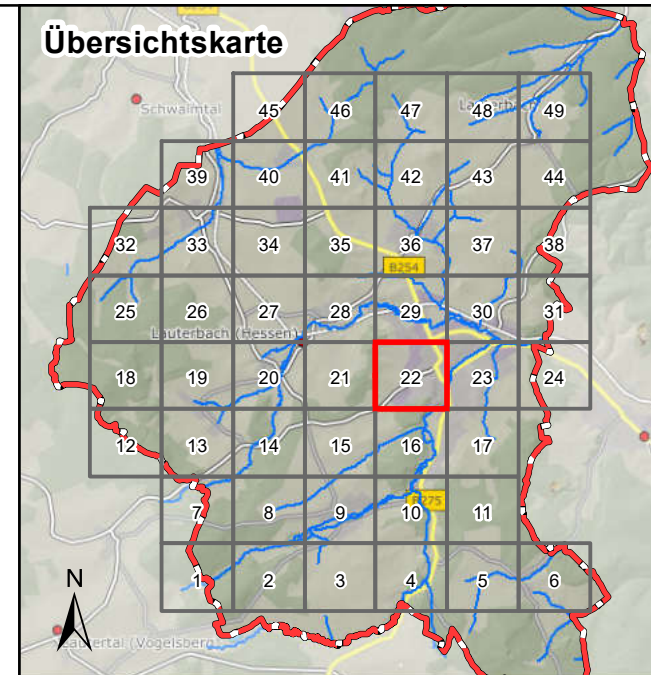 Übersichtskarte
Schwalmtal
45 46 47 48 49
39 40 41 42 43 44
32 33 34 35 36 37 38
B254
25 26 27 28 29 30 31
Lauterbach (Hessen)
18 19 20 21 22 23 24
12 13 14 15 16 17
7 8 9 10 11
B275
N
1 2 3 4 5 6
Lautertal (Vogelsberg)